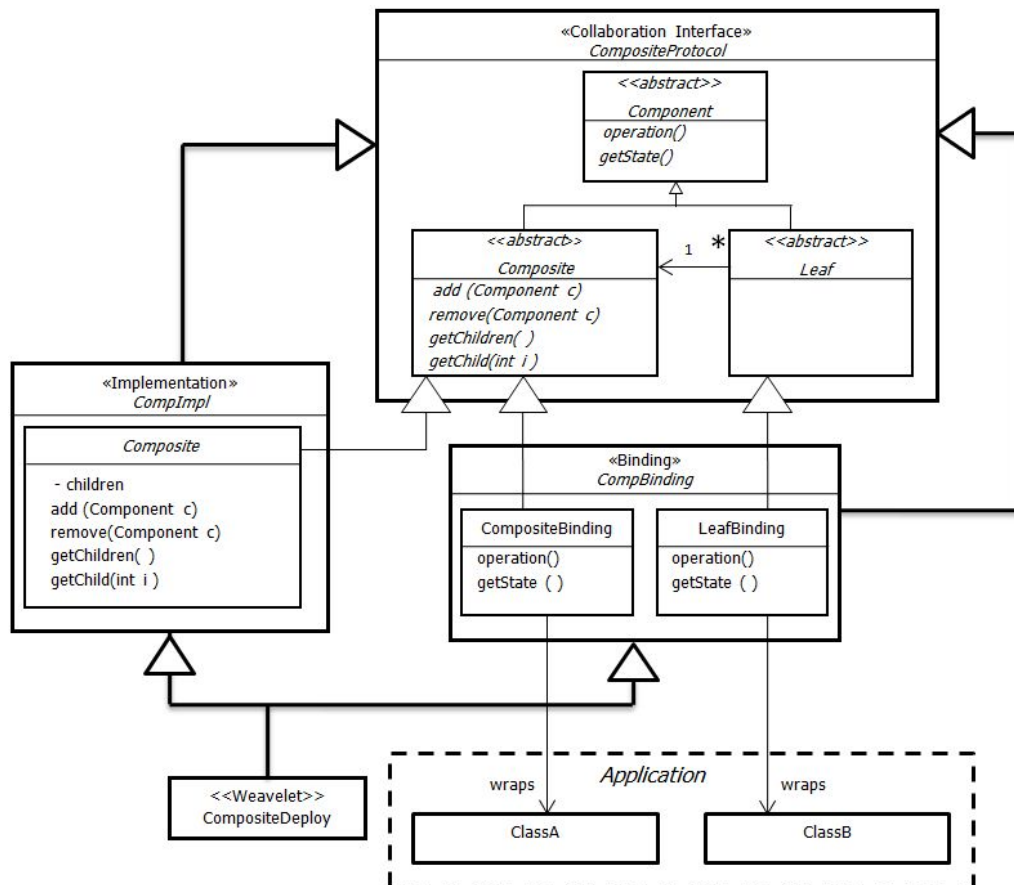 «Collaboration Interface»
CompositeProtocol
<<abstract>>
Component
operation()
getState()
<<abstract>>
Composite
add (Component c)
remove(Component c)
getChildren( )
getChild(int i )
1
*
<<abstract>>
Leaf
«Implementation»
CompImpl
Composite
- children
add (Component c)
remove(Component c)
getChildren( )
getChild(int i )
«Binding»
CompBinding
CompositeBinding
operation()
getState ( )
LeafBinding
operation()
getState ( )
<<Weavelet>>
CompositeDeploy
Application
wraps
wraps
ClassA
ClassB